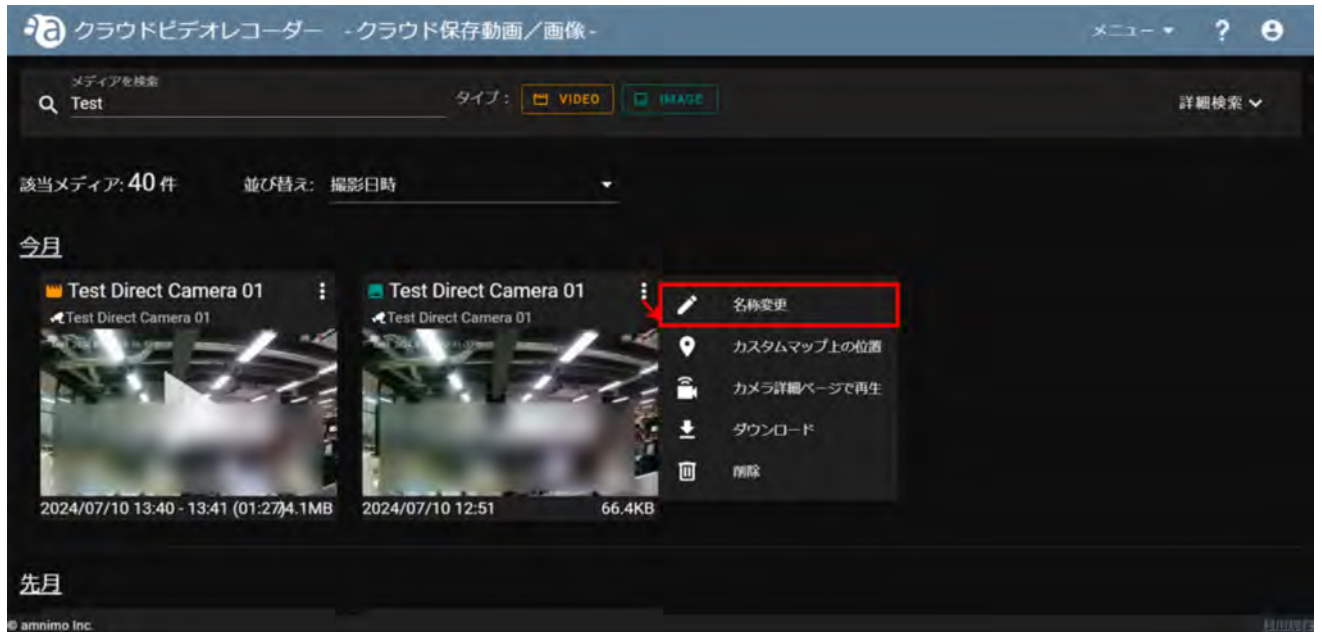 クラウドビデオレコーダー -クラウド保存動画／画像-
メニュー ?
メディアを検索
Test
タイプ: VIDEO IMAGE
詳細検索
該当メディア: 40 件 並び替え: 撮影日時
今月
Test Direct Camera 01
Test Direct Camera 01
2024/07/10 13:40 - 13:41 (01:27) 4.1MB
Test Direct Camera 01
Test Direct Camera 01
2024/07/10 12:51 66.4KB
名称変更
カスタムマップ上の位置
カメラ詳細ページで再生
ダウンロード
削除
先月
© amnimo Inc.